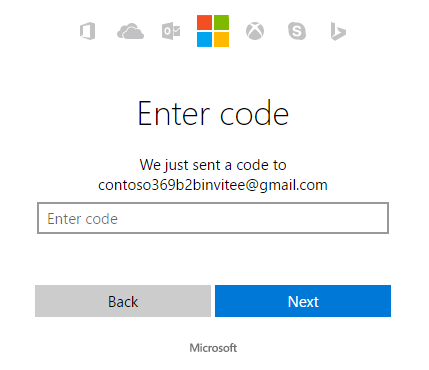 Enter code
We just sent a code to
contoso369b2binvitee@gmail.com
Enter code
Back
Next
Microsoft